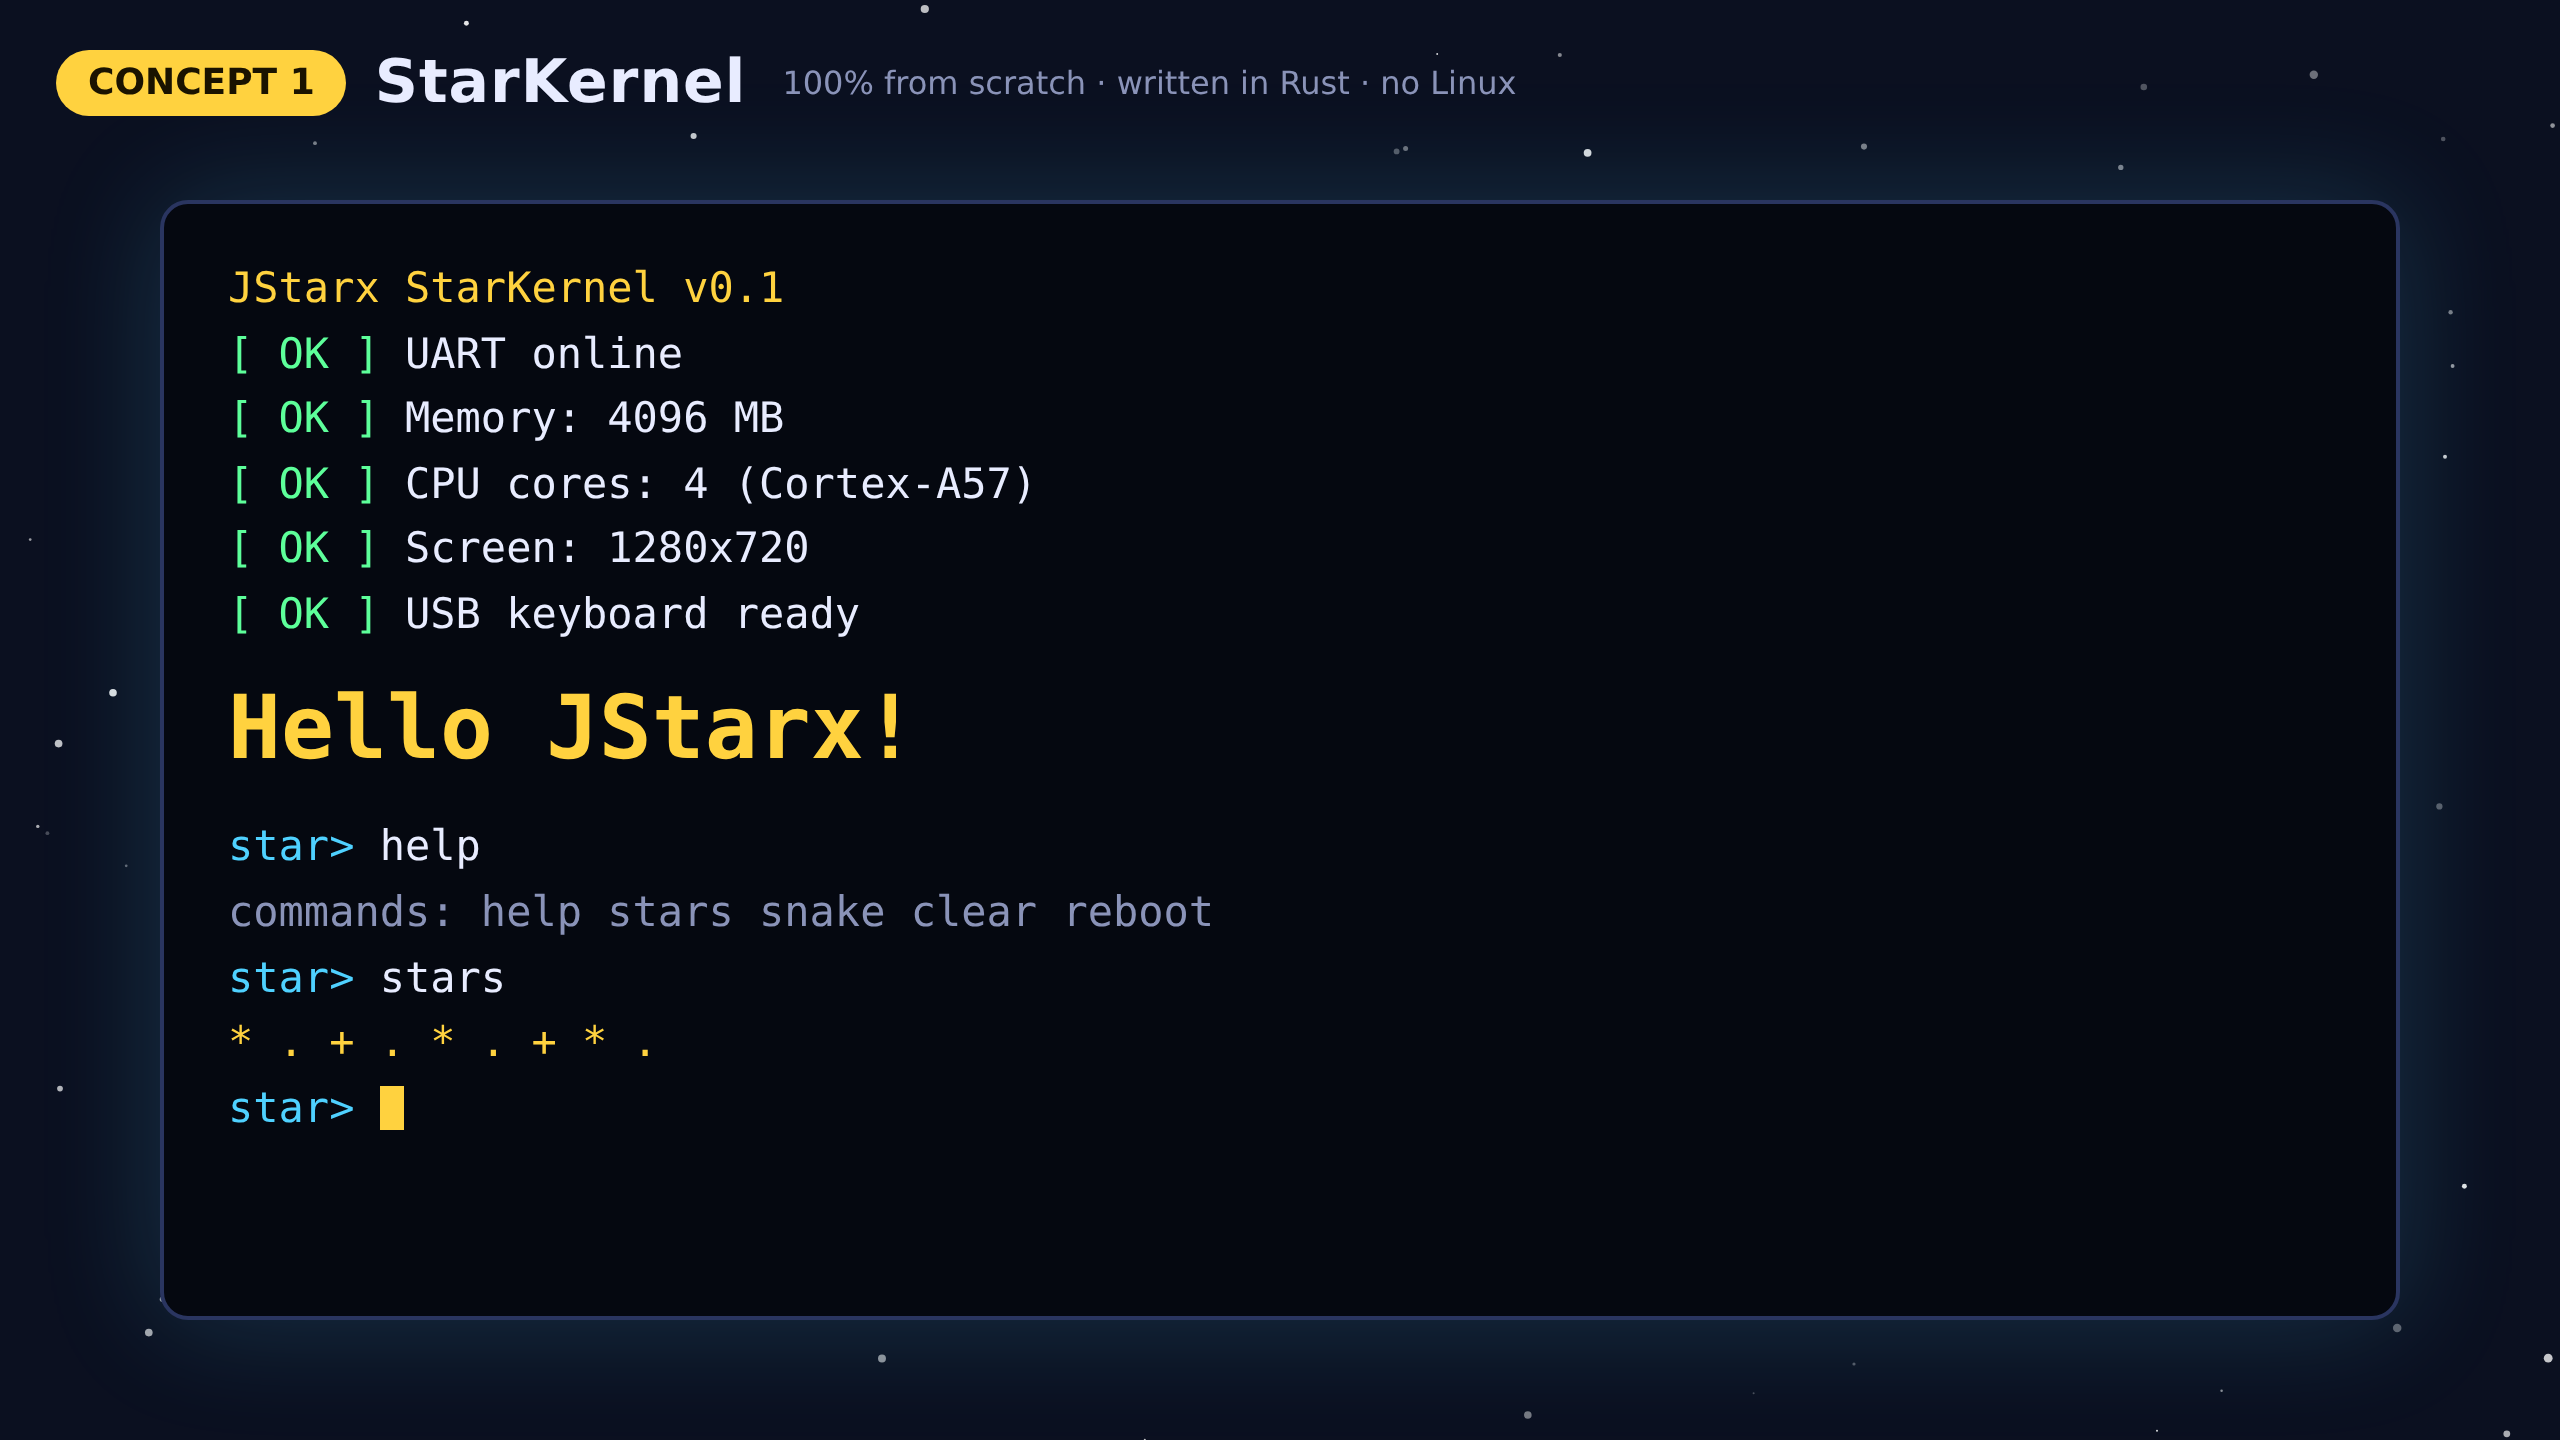 CONCEPT 1 StarKernel 100% from scratch · written in Rust · no Linux
JStarx StarKernel v0.1
[ OK ] UART online
[ OK ] Memory: 4096 MB
[ OK ] CPU cores: 4 (Cortex-A57)
[ OK ] Screen: 1280x720
[ OK ] USB keyboard ready
Hello JStarx!
star> help
commands: help stars snake clear reboot
star> stars
* . + . * . + * .
star>